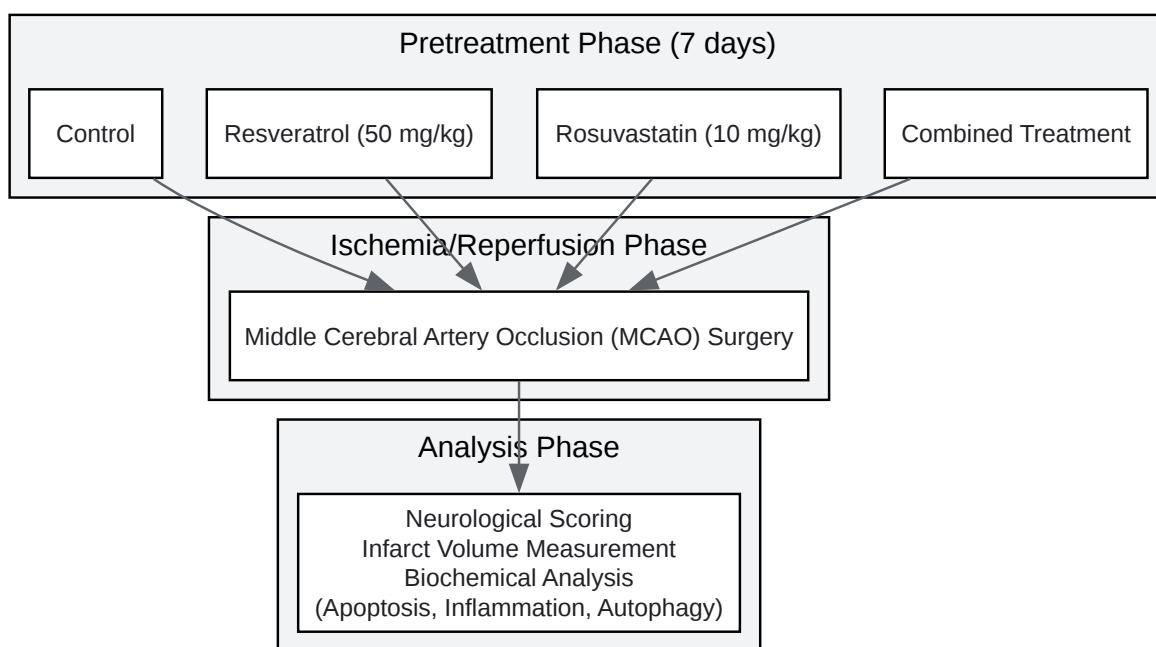 Pretreatment Phase (7 days)
Control
Resveratrol (50 mg/kg)
Rosuvastatin (10 mg/kg)
Combined Treatment
Ischemia/Reperfusion Phase
Middle Cerebral Artery Occlusion (MCAO) Surgery
Analysis Phase
Neurological Scoring
Infarct Volume Measurement
Biochemical Analysis
(Apoptosis, Inflammation, Autophagy)